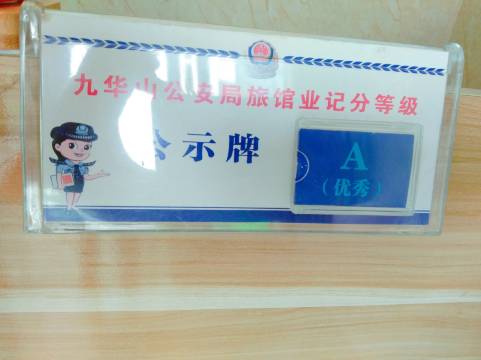 九华山公安局旅馆业记分等级
公示牌
A
（优秀）